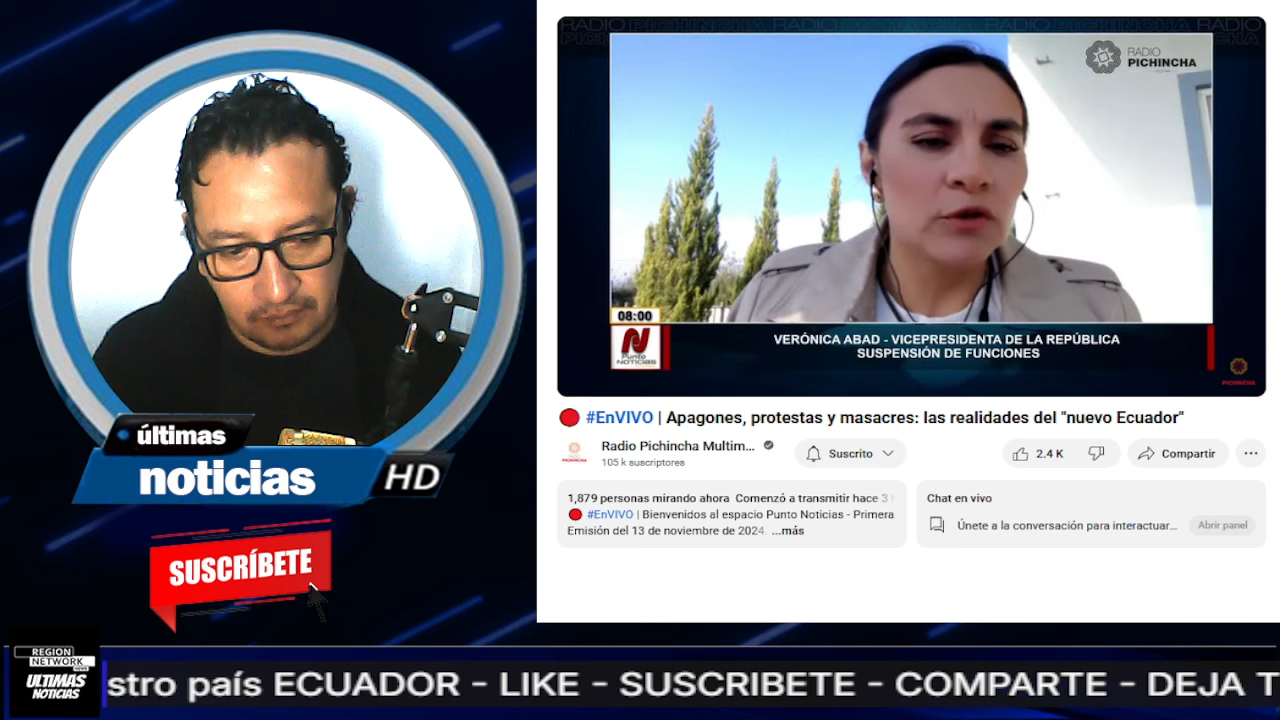 RADIO PICHINCHA RADIO
RADIO
PICHINCHA
08:00
Punto
NOTICIAS
VERÓNICA ABAD - VICEPRESIDENTA DE LA REPÚBLICA
SUSPENSIÓN DE FUNCIONES
PICHINCHA
#EnVIVO | Apagones, protestas y masacres: las realidades del "nuevo Ecuador"
Radio Pichincha Multim...
105 k suscriptores
Suscrito
2.4 K
Compartir
1,879 personas mirando ahora Comenzó a transmitir hace 3
#EnVIVO | Bienvenidos al espacio Punto Noticias - Primera
Emisión del 13 de noviembre de 2024 ...más
Chat en vivo
Únete a la conversación para interactuar...
Abrir panel
últimas
noticias
HD
SUSCRÍBETE
REGION
NETWORK
NEWS
ULTIMAS
NOTICIAS
stro país ECUADOR - LIKE - SUSCRIBETE - COMPARTE - DEJA T